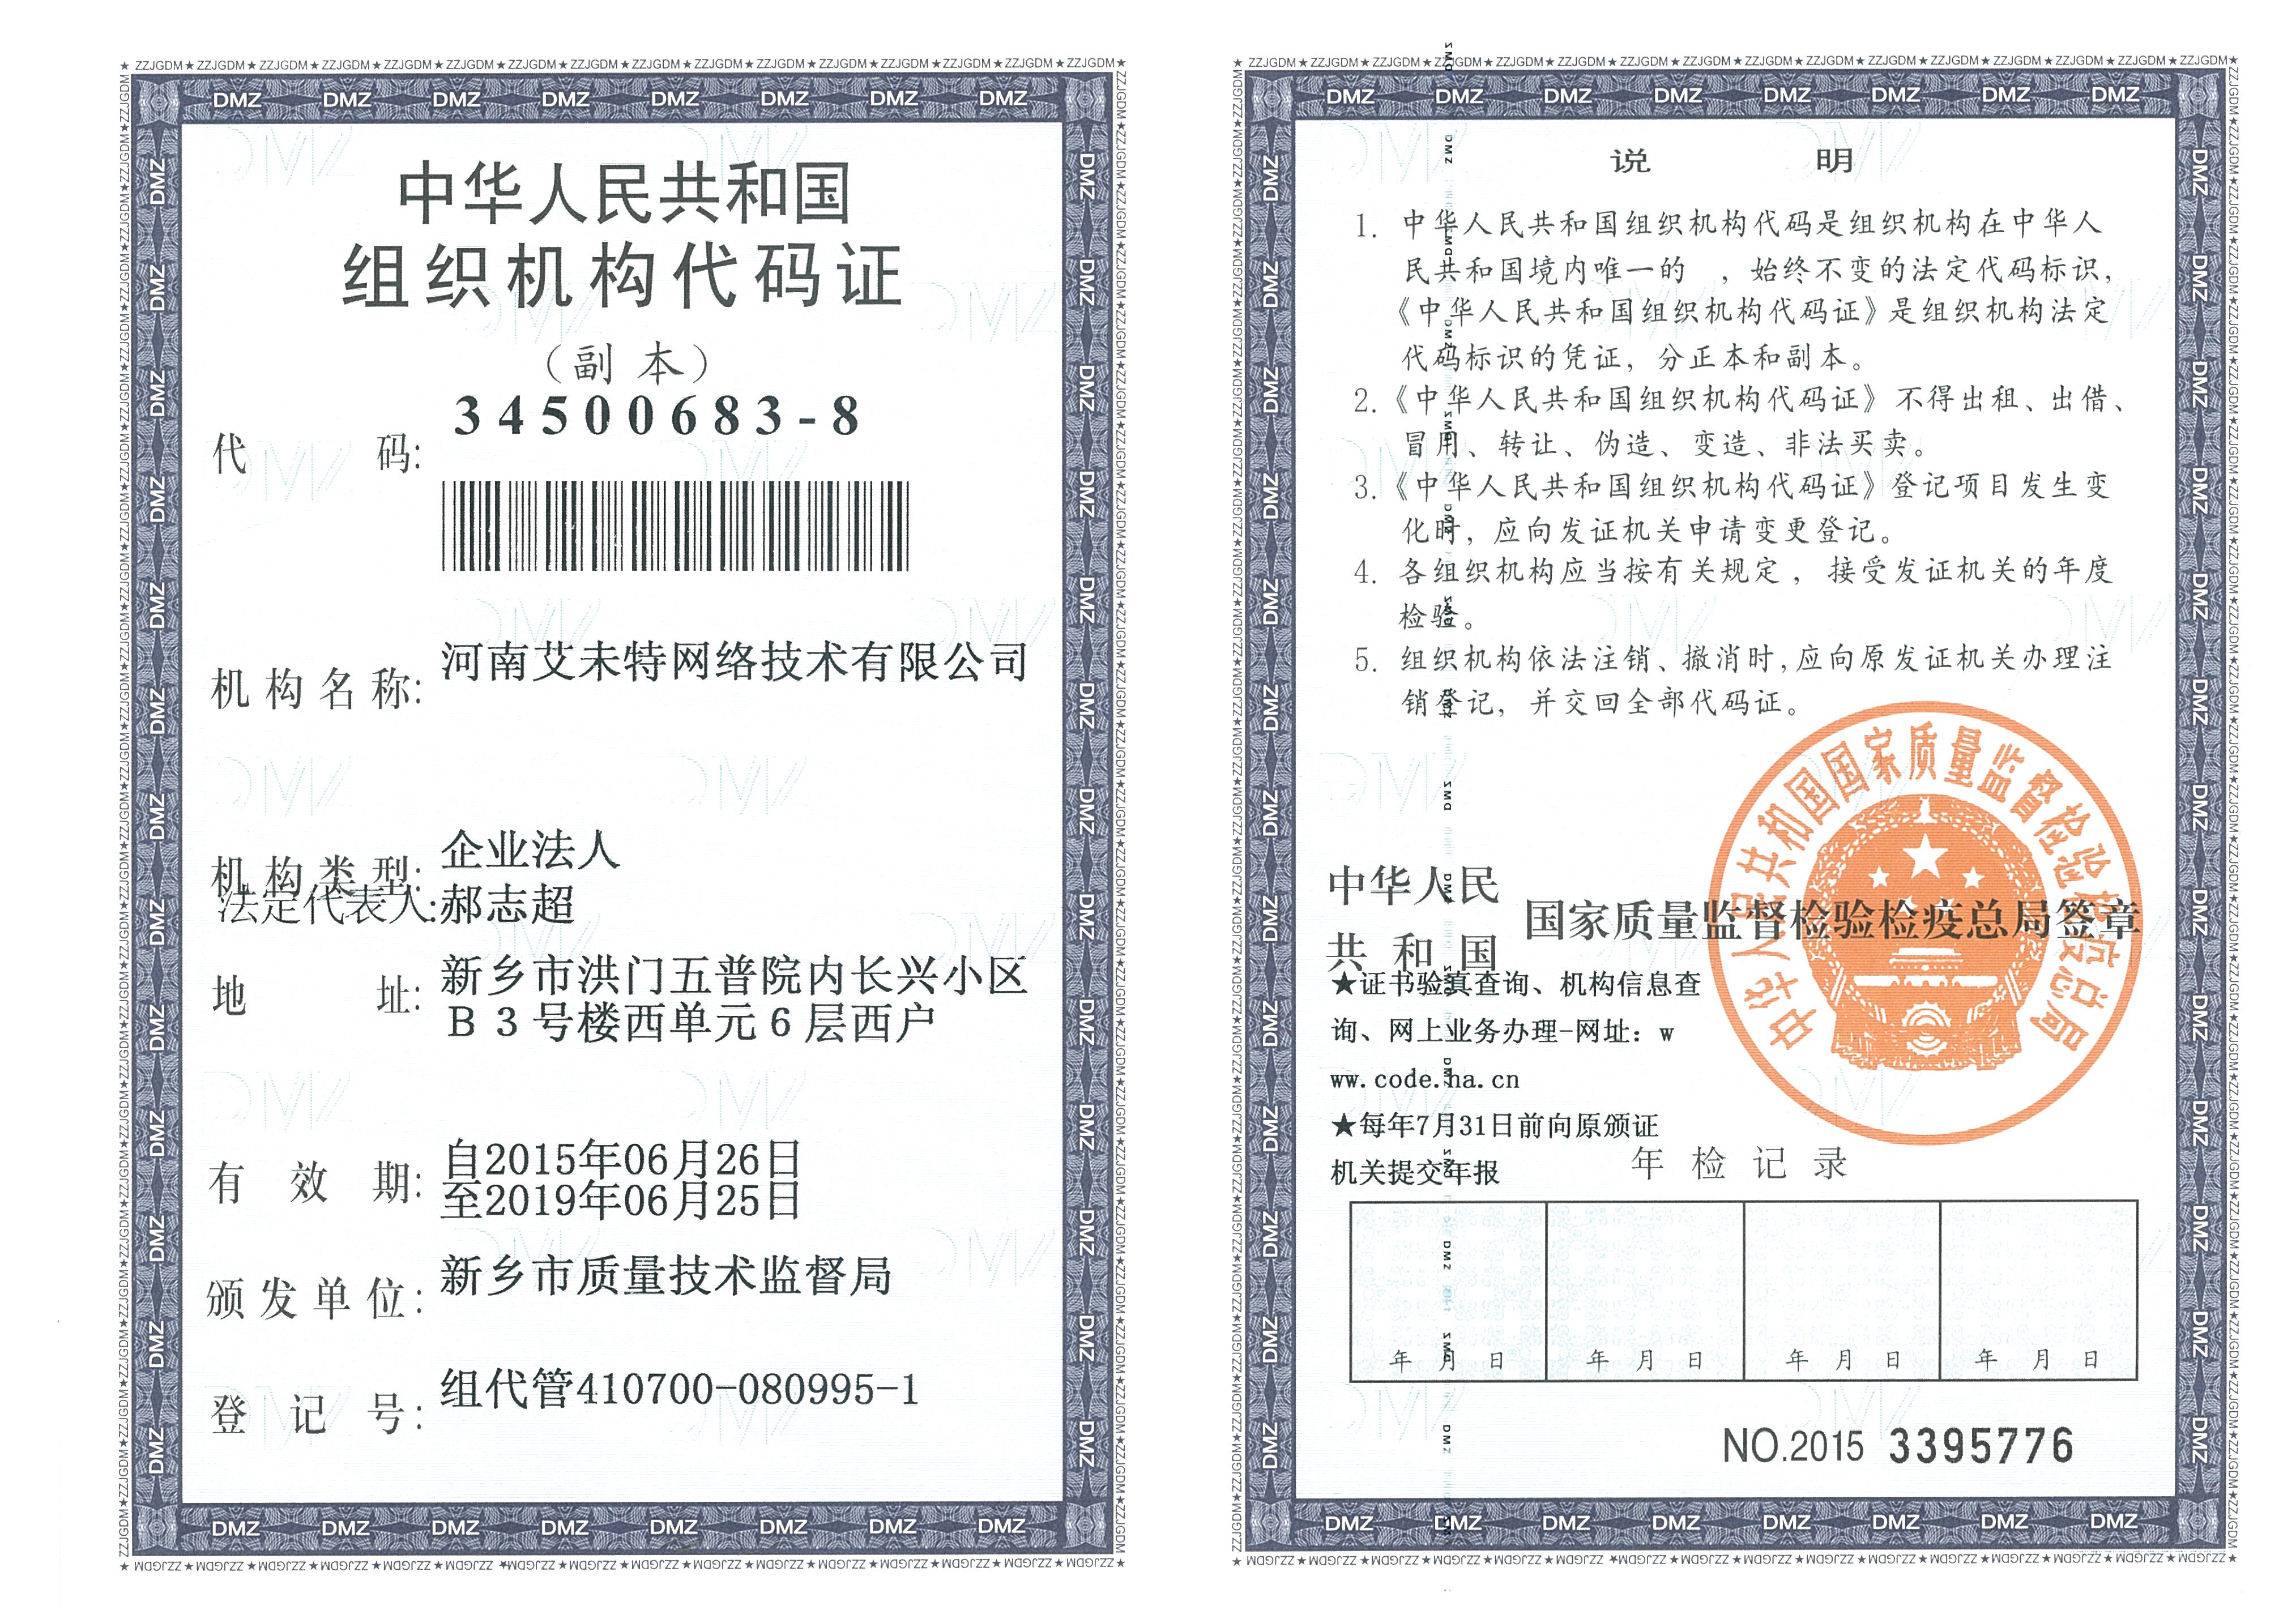 中华人民共和国
组织机构代码证
(副本)
代码: 34500683-8
机构名称: 河南艾未特网络技术有限公司
机构类型: 企业法人
法定代表人: 郝志超
地址: 新乡市洪门五普院内长兴小区
B3号楼西单元6层西户
有效期: 自2015年06月26日
至2019年06月25日
颁发单位: 新乡市质量技术监督局
登记号: 组代管410700-080995-1
说明
1. 中华人民共和国组织机构代码是组织机构在中华人
民共和国境内唯一的 ，始终不变的法定代码标识，
《中华人民共和国组织机构代码证》是组织机构法定
代码标识的凭证，分正本和副本。
2.《中华人民共和国组织机构代码证》不得出租、出借、
冒用、转让、伪造、变造、非法买卖。
3.《中华人民共和国组织机构代码证》登记项目发生变
化时，应向发证机关申请变更登记。
4. 各组织机构应当按有关规定，接受发证机关的年度
检验。
5. 组织机构依法注销、撤消时,应向原发证机关办理注
销登记，并交回全部代码证。
中华人民共和国国家质量监督检验检疫总局
中华人民
共和国
国家质量监督检验检疫总局签章
★证书验真查询、机构信息查
询、网上业务办理-网址：w
ww.code.ha.cn
★每年7月31日前向原颁证
机关提交年报
年检记录
年 月 日 年 月 日 年 月 日 年 月 日
NO.2015 3395776
DMZ
ZZJGDM★ZZJGDM